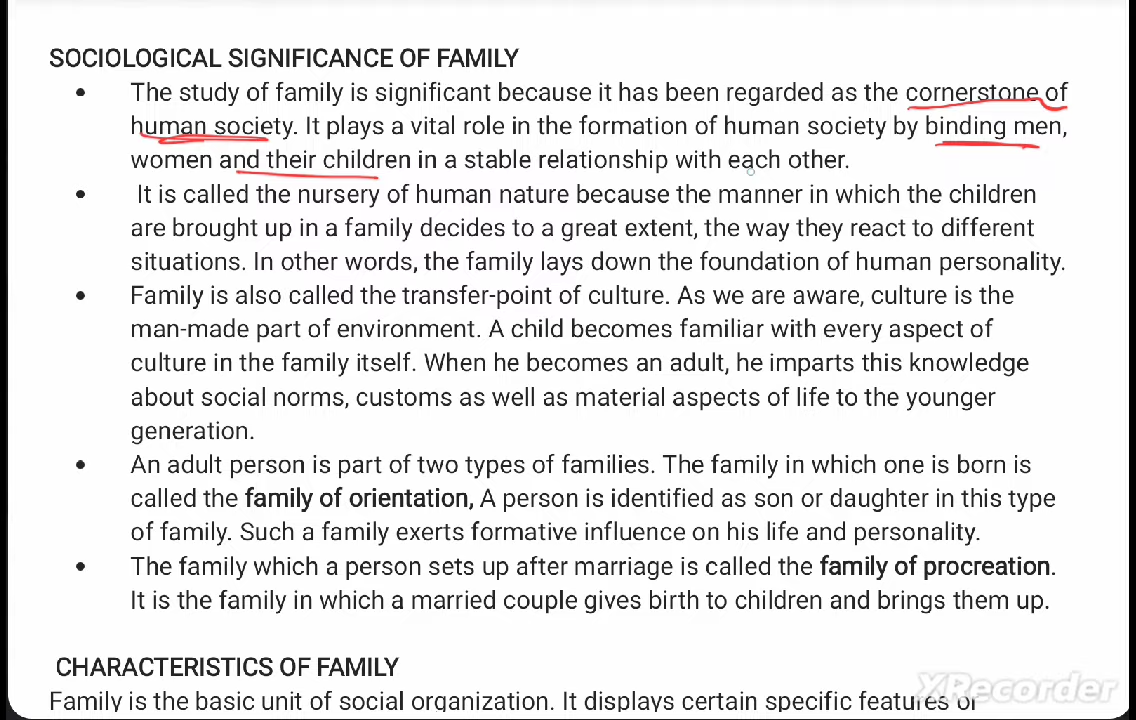 SOCIOLOGICAL SIGNIFICANCE OF FAMILY
• The study of family is significant because it has been regarded as the cornerstone of
human society. It plays a vital role in the formation of human society by binding men,
women and their children in a stable relationship with each other.
• It is called the nursery of human nature because the manner in which the children
are brought up in a family decides to a great extent, the way they react to different
situations. In other words, the family lays down the foundation of human personality.
• Family is also called the transfer-point of culture. As we are aware, culture is the
man-made part of environment. A child becomes familiar with every aspect of
culture in the family itself. When he becomes an adult, he imparts this knowledge
about social norms, customs as well as material aspects of life to the younger
generation.
• An adult person is part of two types of families. The family in which one is born is
called the family of orientation, A person is identified as son or daughter in this type
of family. Such a family exerts formative influence on his life and personality.
• The family which a person sets up after marriage is called the family of procreation.
It is the family in which a married couple gives birth to children and brings them up.
CHARACTERISTICS OF FAMILY
Family is the basic unit of social organization. It displays certain specific features or
XRecorder